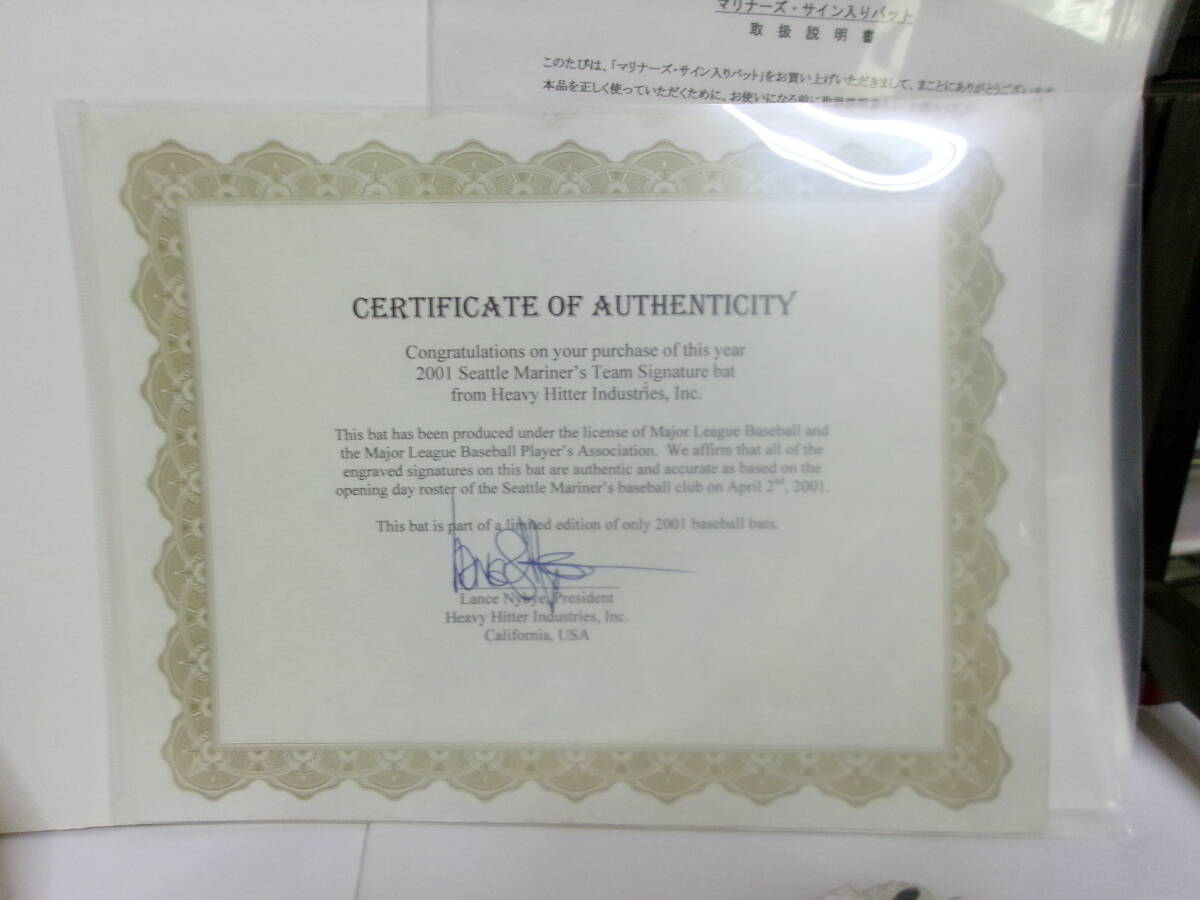 マリナーズ・サイン入りバット
取扱説明書
このたびは、「マリナーズ・サイン入りバット」をお買い上げいただきまして、まことにありがとうございます
本品を正しく使っていただくために、お使いになる前に取扱説明
CERTIFICATE OF AUTHENTICITY
Congratulations on your purchase of this year
2001 Seattle Mariner's Team Signature bat
from Heavy Hitter Industries, Inc.
This bat has been produced under the license of Major League Baseball and
the Major League Baseball Player's Association. We affirm that all of the
engraved signatures on this bat are authentic and accurate as based on the
opening day roster of the Seattle Mariner's baseball club on April 2nd, 2001.
This bat is part of a limited edition of only 2001 baseball bats.
Lance Nybye, President
Heavy Hitter Industries, Inc.
California, USA